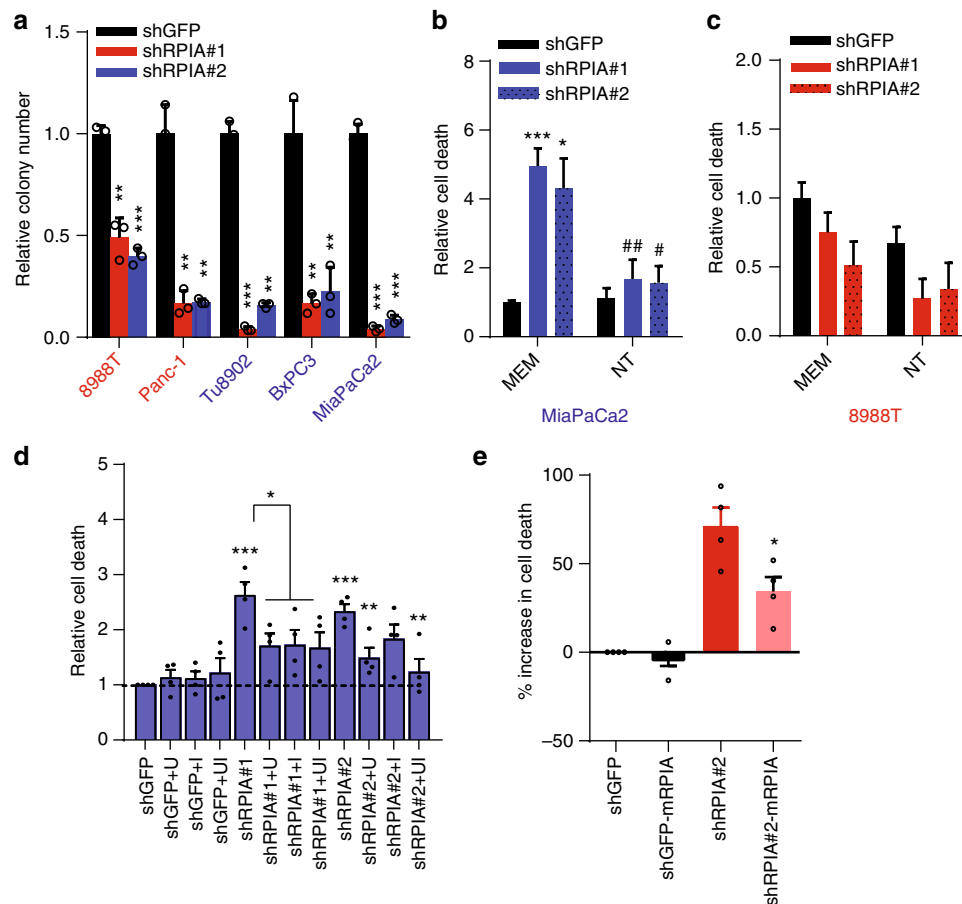 a
shGFP
shRPIA#1
shRPIA#2
Relative colony number
1.5
1.0
0.5
0.0
** *** ** ** *** ** ** ** *** ***
8988T Panc-1 Tu8902 BxPC3 MiaPaCa2
b
shGFP
shRPIA#1
shRPIA#2
Relative cell death
8
6
4
2
0
*** * ## #
MEM NT
MiaPaCa2
c
shGFP
shRPIA#1
shRPIA#2
Relative cell death
2.0
1.5
1.0
0.5
0.0
MEM NT
8988T
d
Relative cell death
5
4
3
2
1
0
*
*** *** ** **
shGFP
shGFP+U
shGFP+I
shGFP+UI
shRPIA#1
shRPIA#1+U
shRPIA#1+I
shRPIA#1+UI
shRPIA#2
shRPIA#2+U
shRPIA#2+I
shRPIA#2+UI
e
% increase in cell death
100
50
0
−50
*
shGFP
shGFP-mRPIA
shRPIA#2
shRPIA#2-mRPIA